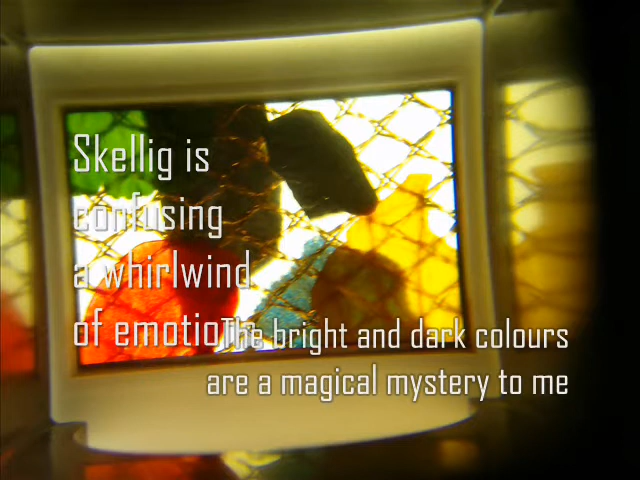 Skellig is
confusing
a whirlwind
of emotio
The bright and dark colours
are a magical mystery to me